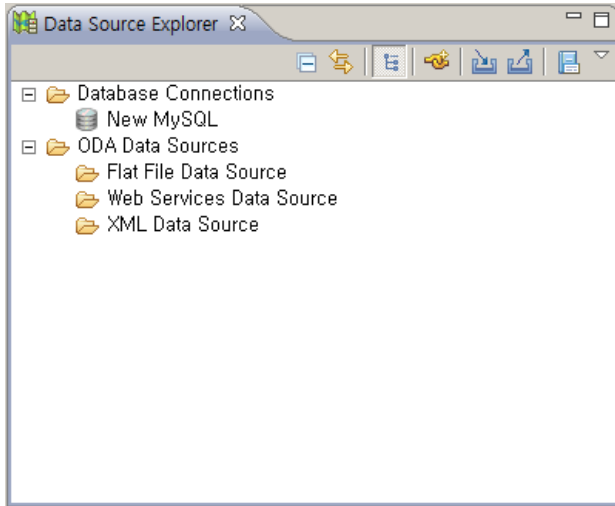 Data Source Explorer
Database Connections
New MySQL
ODA Data Sources
Flat File Data Source
Web Services Data Source
XML Data Source